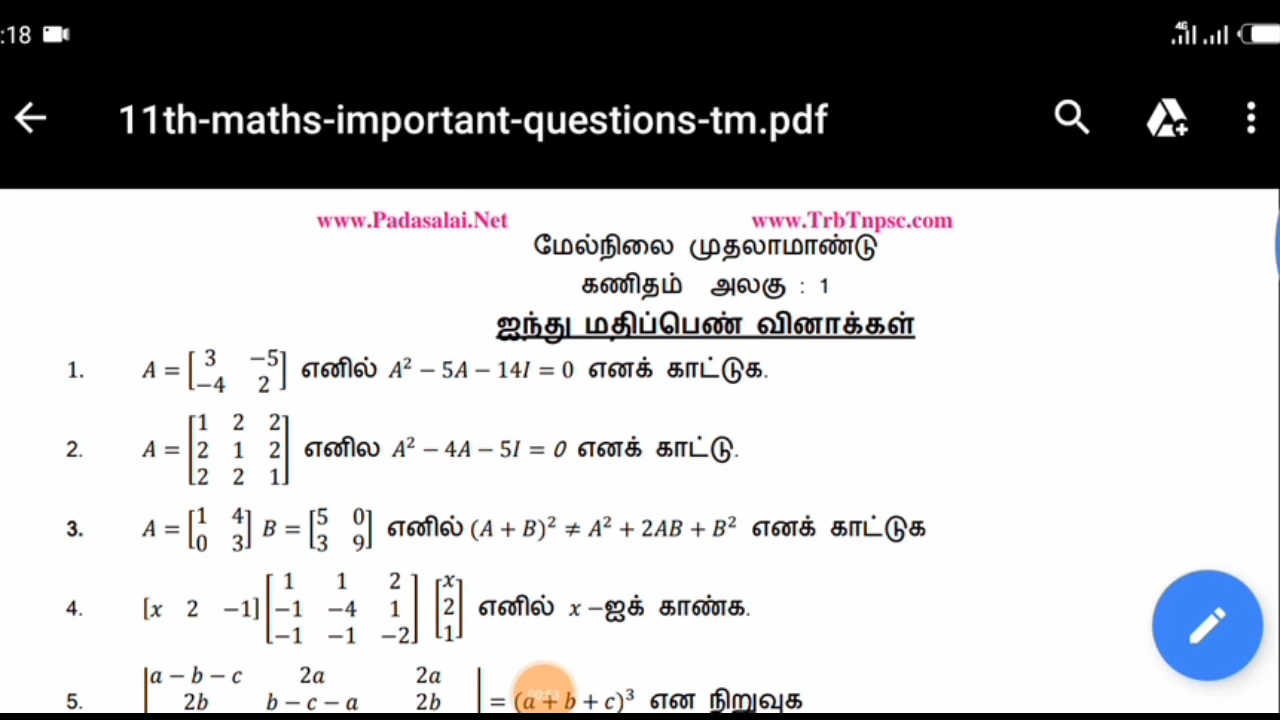 :18
4G
11th-maths-important-questions-tm.pdf
www.Padasalai.Net www.TrbTnpsc.com
மேல்நிலை முதலாமாண்டு
கணிதம் அலகு : 1
ஐந்து மதிப்பெண் வினாக்கள்
1. A = [3 −5; −4 2] எனில் A² − 5A − 14I = 0 எனக் காட்டுக.
2. A = [1 2 2; 2 1 2; 2 2 1] எனில A² − 4A − 5I = 0 எனக் காட்டு.
3. A = [1 4; 0 3] B = [5 0; 3 9] எனில் (A + B)² ≠ A² + 2AB + B² எனக் காட்டுக
4. [x 2 −1] [1 1 2; −1 −4 1; −1 −1 −2] [x; 2; 1] எனில் x −ஐக் காண்க.
5. |a − b − c 2a 2a; 2b b − c − a 2b| = (a + b + c)³ என நிறுவுக
00:53